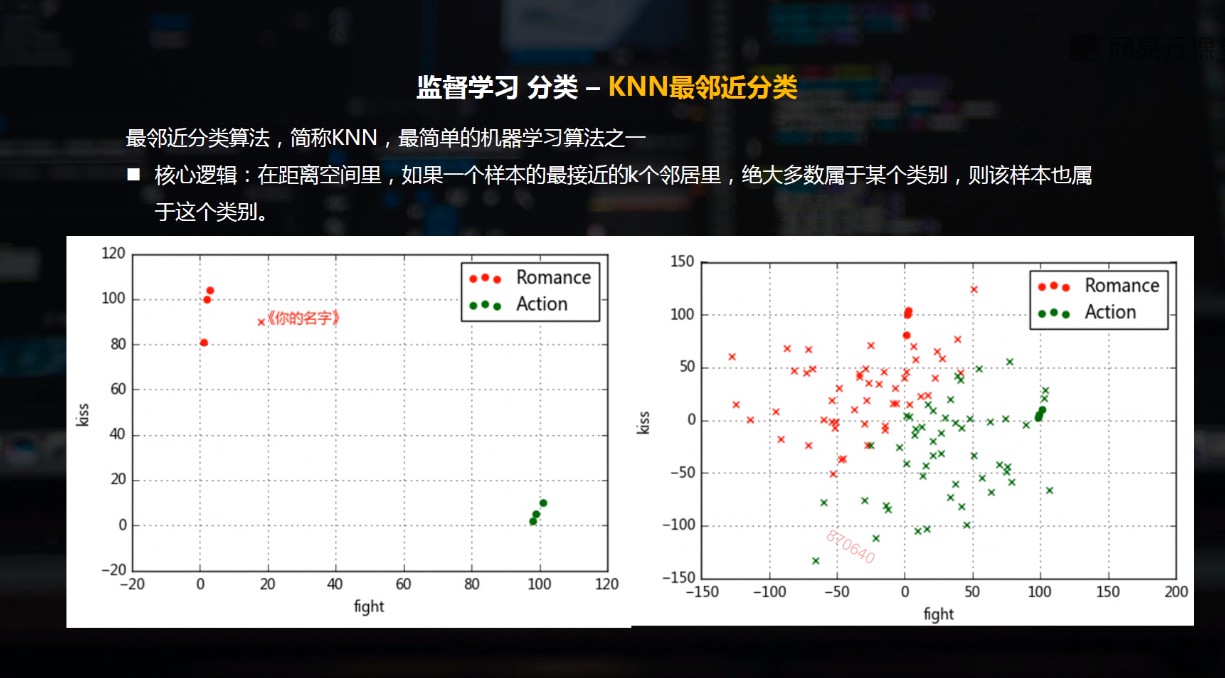 网易云课
监督学习 分类 – KNN最邻近分类
最邻近分类算法，简称KNN，最简单的机器学习算法之一
■ 核心逻辑：在距离空间里，如果一个样本的最接近的k个邻居里，绝大多数属于某个类别，则该样本也属
于这个类别。
120
100
80
60
40
20
0
−20
−20 0 20 40 60 80 100 120
kiss
fight
Romance
Action
《你的名字》
150
100
50
0
−50
−100
−150
−150 −100 −50 0 50 100 150 200
kiss
fight
Romance
Action
870640